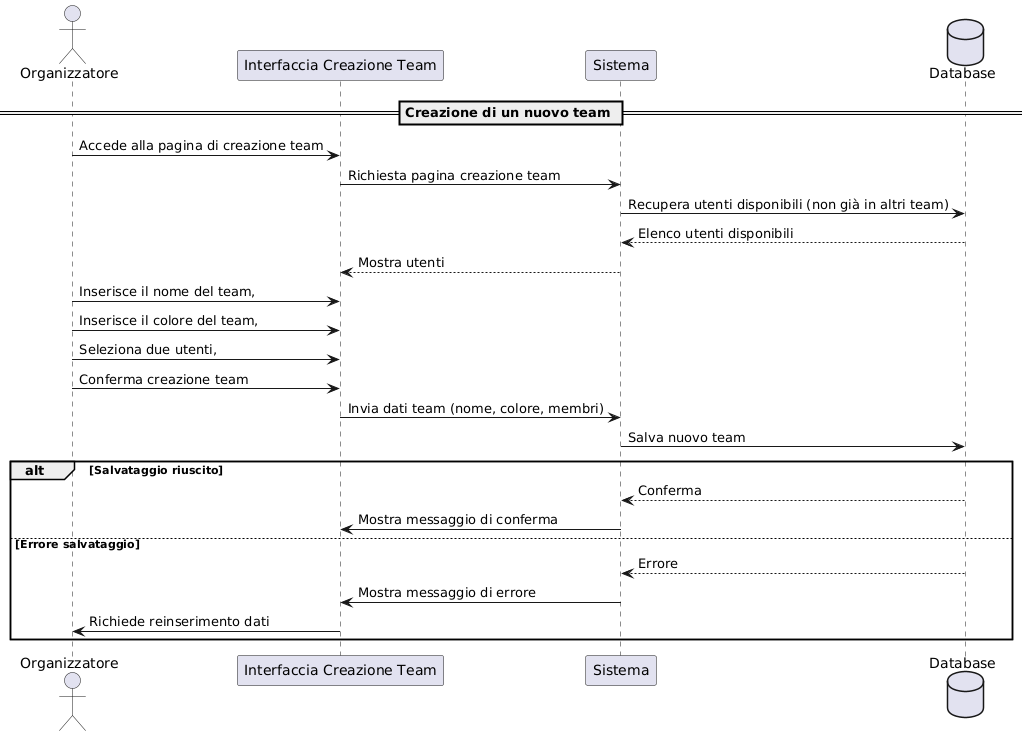 Organizzatore
Interfaccia Creazione Team
Sistema
Database
Creazione di un nuovo team
Accede alla pagina di creazione team
Richiesta pagina creazione team
Recupera utenti disponibili (non già in altri team)
Elenco utenti disponibili
Mostra utenti
Inserisce il nome del team,
Inserisce il colore del team,
Seleziona due utenti,
Conferma creazione team
Invia dati team (nome, colore, membri)
Salva nuovo team
alt [Salvataggio riuscito]
Conferma
Mostra messaggio di conferma
[Errore salvataggio]
Errore
Mostra messaggio di errore
Richiede reinserimento dati
Organizzatore
Interfaccia Creazione Team
Sistema
Database